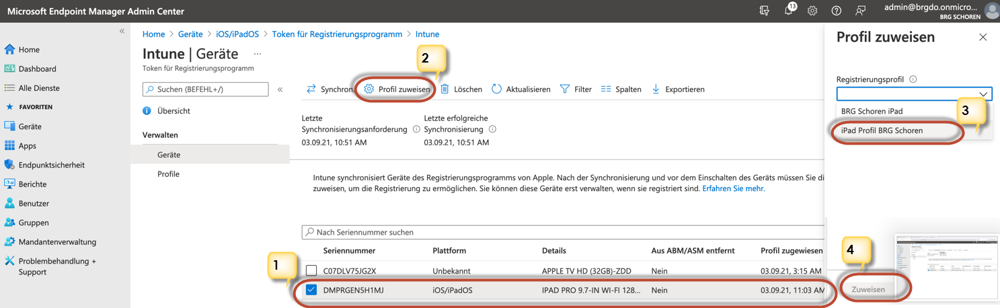 Microsoft Endpoint Manager Admin Center
13
admin@brgdo.onmicro...
BRG SCHOREN
«
Home
Dashboard
Alle Dienste
FAVORITEN
Geräte
Apps
Endpunktsicherheit
Berichte
Benutzer
Gruppen
Mandantenverwaltung
Problembehandlung +
Support
Home > Geräte > iOS/iPadOS > Token für Registrierungsprogramm > Intune
Intune | Geräte ...
Token für Registrierungsprogramm
Suchen (BEFEHL+/)
«
Übersicht
Verwalten
Geräte
Profile
2
Synchron.
Profil zuweisen
Löschen
Aktualisieren
Filter
Spalten
Exportieren
Letzte
Synchronisierungsanforderung
03.09.21, 10:51 AM
Letzte erfolgreiche
Synchronisierung
03.09.21, 10:51 AM
Intune synchronisiert Geräte des Registrierungsprogramms von Apple. Nach der Synchronisierung und vor dem Einschalten des Geräts müssen Sie di
zuweisen, um die Registrierung zu ermöglichen. Sie können diese Geräte erst verwalten, wenn sie registriert sind. Erfahren Sie mehr.
Nach Seriennummer suchen
Seriennummer Plattform Details Aus ABM/ASM entfernt Profil zugewiesen
1
C07DLV75JG2X Unbekannt APPLE TV HD (32GB)-ZDD Nein 03.09.21, 3:15 AM
DMPRGEN5H1MJ iOS/iPadOS IPAD PRO 9.7-IN WI-FI 128... Nein 03.09.21, 11:03 AM
Profil zuweisen
Registrierungsprofil
BRG Schoren iPad
3
iPad Profil BRG Schoren
4
Zuweisen